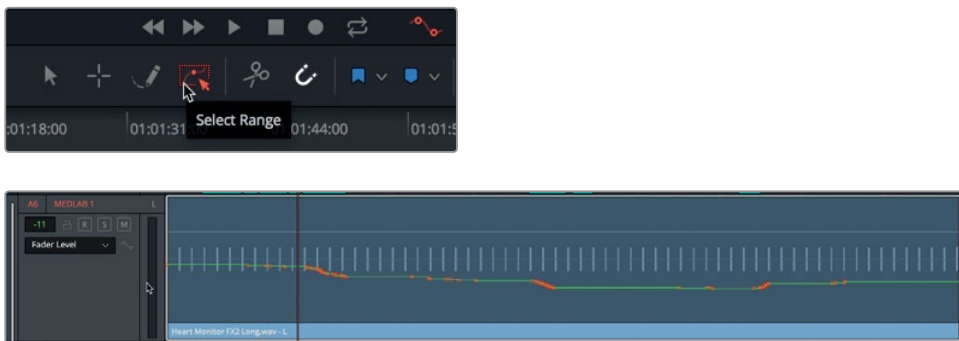 Select Range
:01:18:00 01:01:31:00 01:01:44:00 01:01:5
A6 MEDLAB 1 L
-11 R S M
Fader Level
Heart Monitor FX2 Long.wav - L